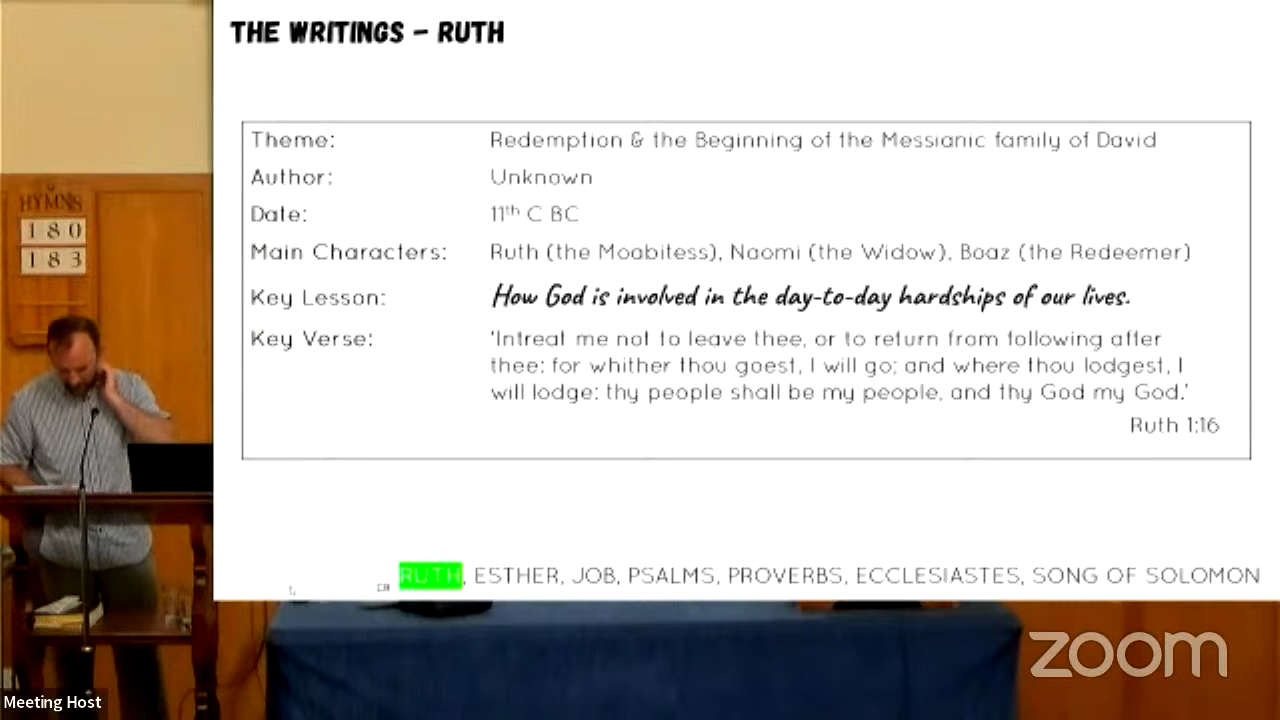 THE WRITINGS – RUTH
Theme: Redemption & the Beginning of the Messianic family of David
Author: Unknown
Date: 11th C BC
Main Characters: Ruth (the Moabitess), Naomi (the Widow), Boaz (the Redeemer)
Key Lesson: How God is involved in the day-to-day hardships of our lives.
Key Verse: 'Intreat me not to leave thee, or to return from following after
thee: for whither thou goest, I will go; and where thou lodgest, I
will lodge: thy people shall be my people, and thy God my God.'
Ruth 1:16
RUTH, ESTHER, JOB, PSALMS, PROVERBS, ECCLESIASTES, SONG OF SOLOMON
HYMNS
180
183
zoom
Meeting Host